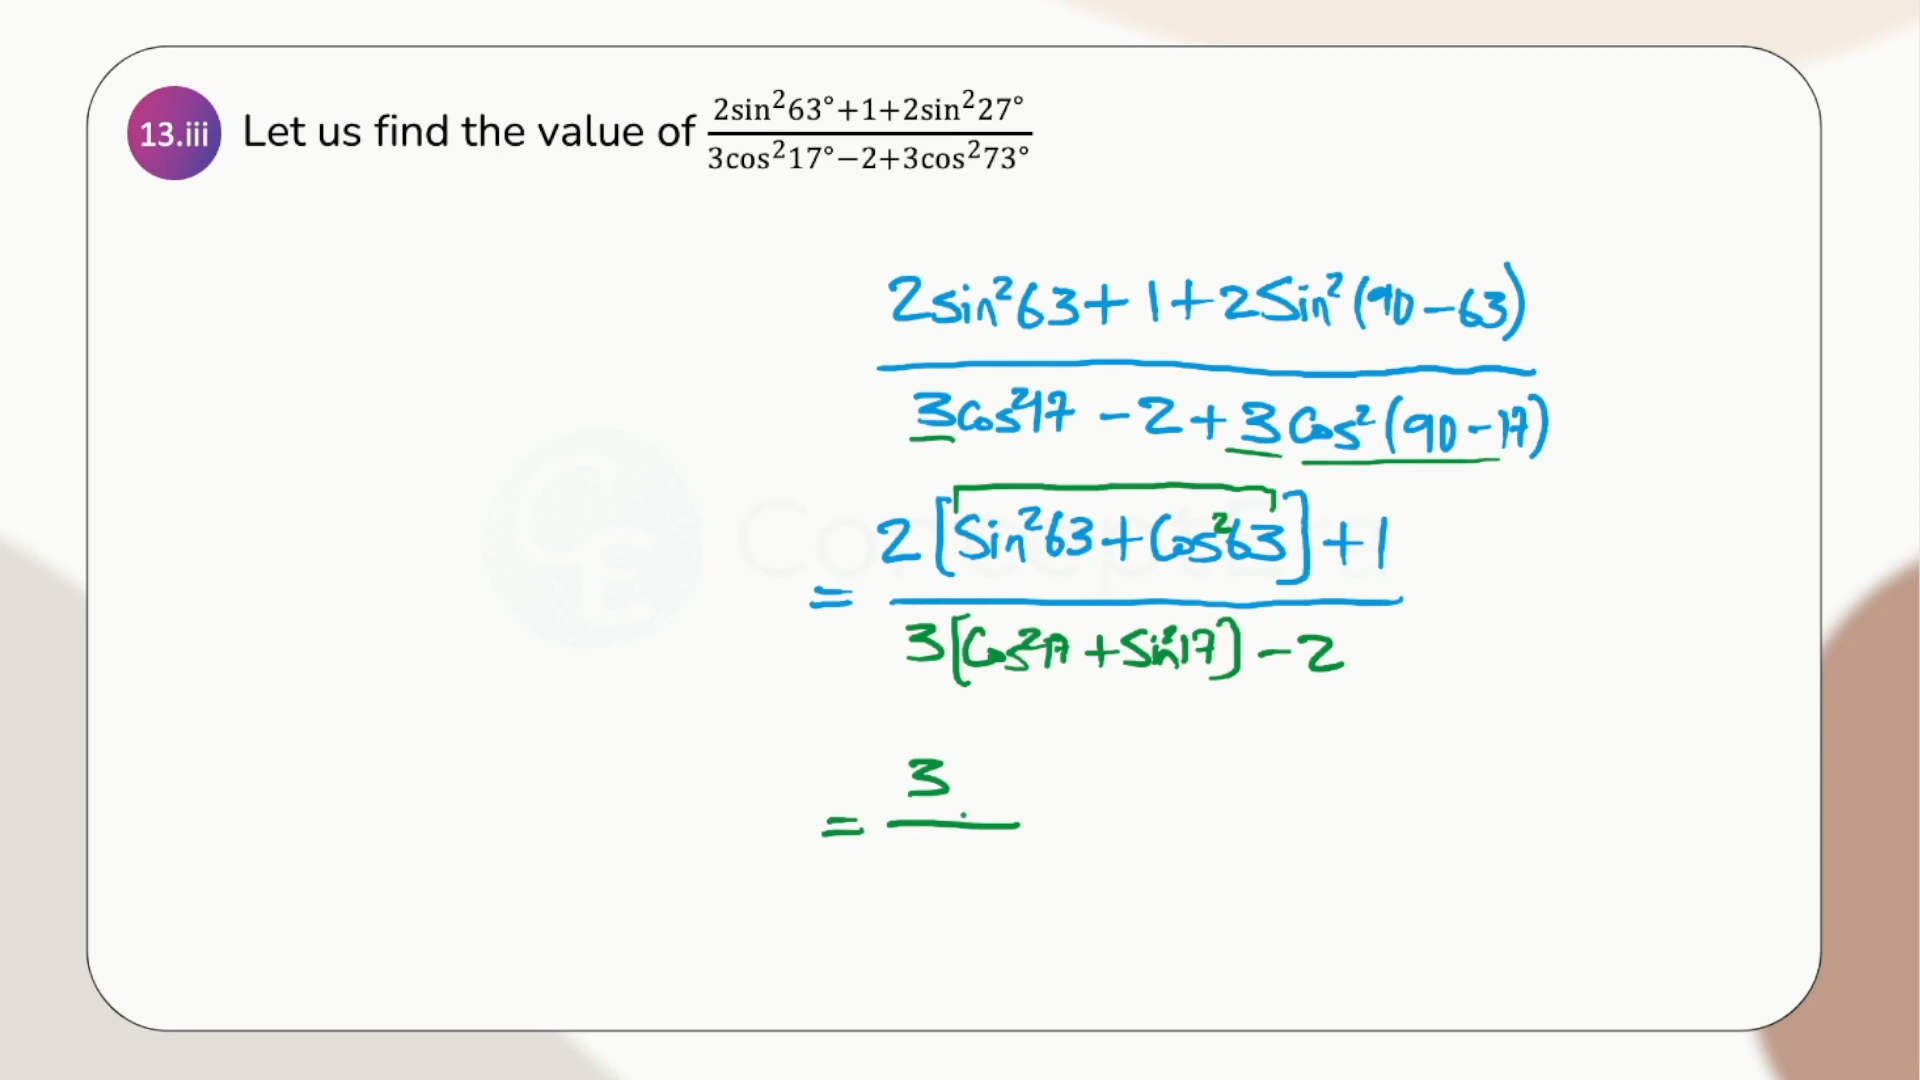 13.iii Let us find the value of (2sin²63°+1+2sin²27°)/(3cos²17°−2+3cos²73°)
2sin²63+1+2Sin²(90-63)
3cos²17 -2+3Cos²(90-17)
2[Sin²63+Cos²63]+1
=
3[Cos²17+Sin²17]-2
3
=